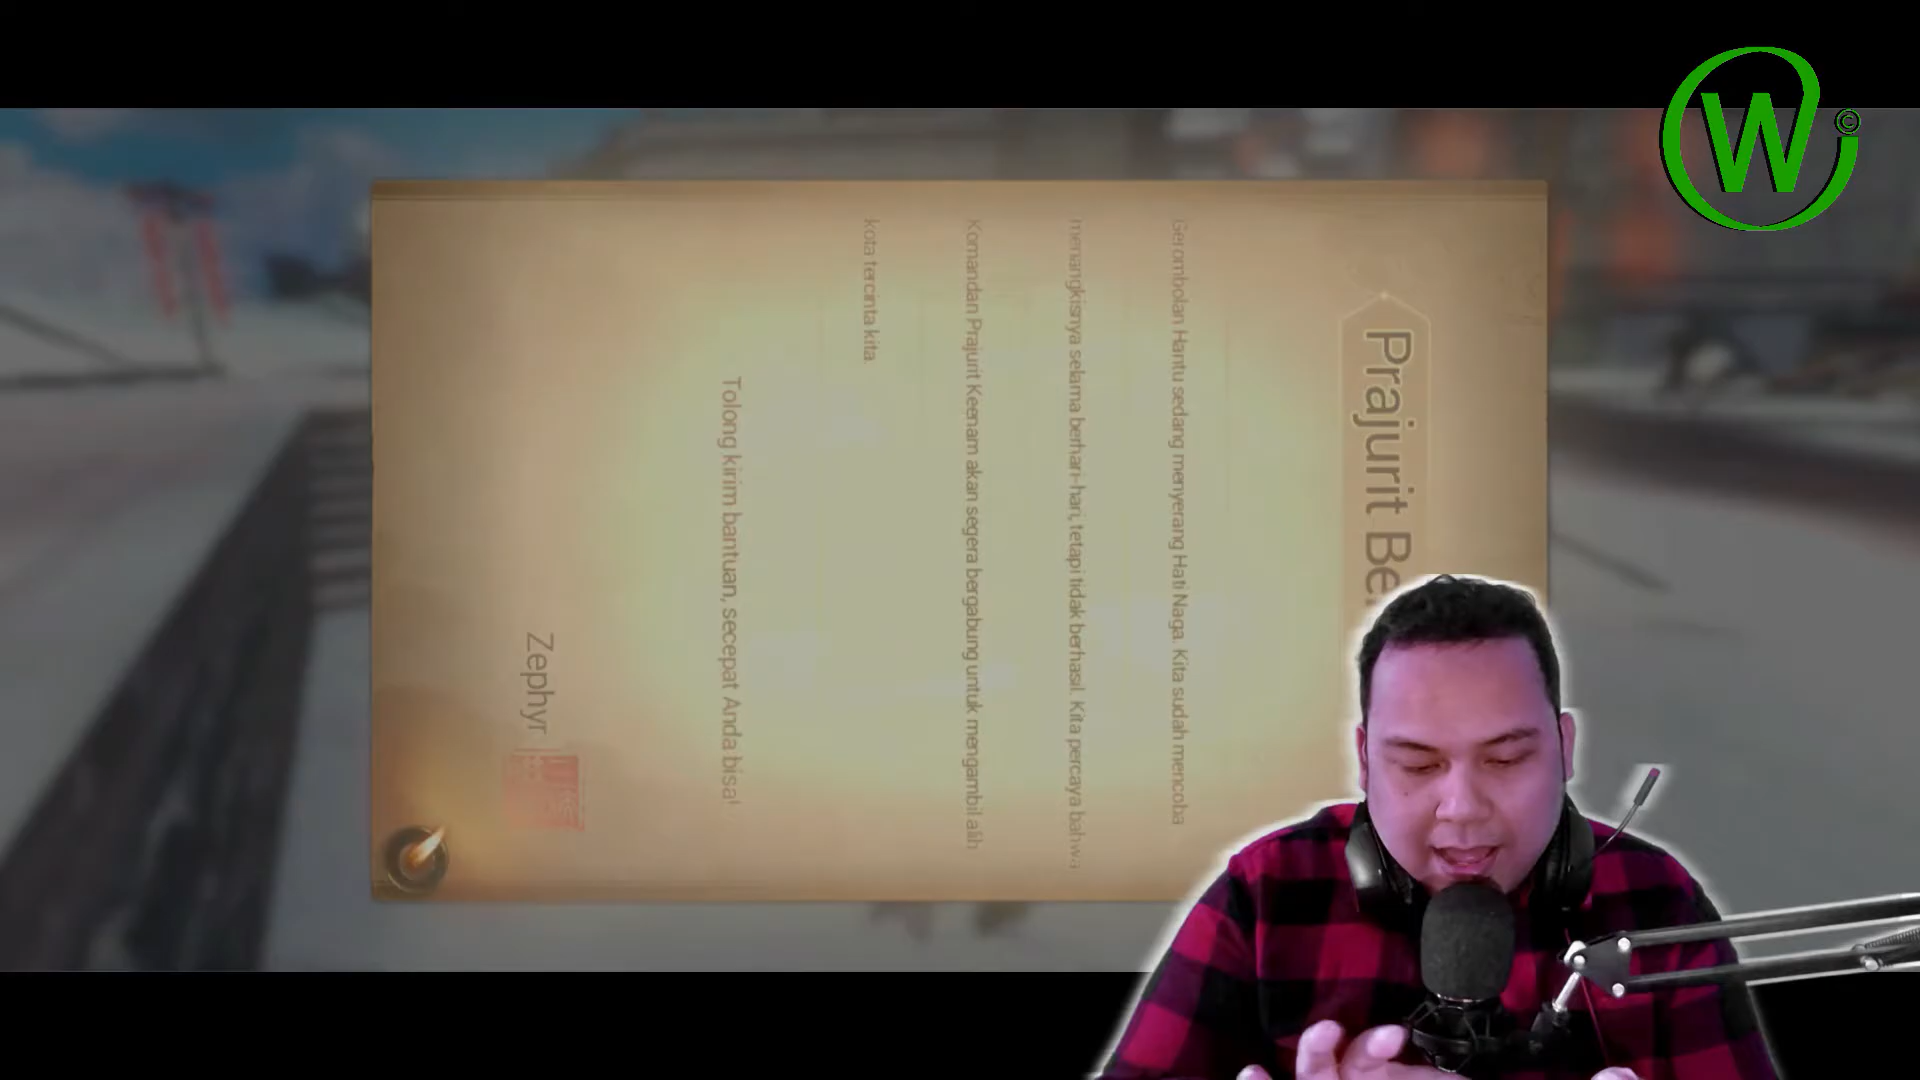 Prajurit Be
Gerombolan Hantu sedang menyerang Hati Naga. Kita sudah mencoba
menangkisnya selama berhari-hari, tetapi tidak berhasil. Kita percaya bahwa
Komandan Prajurit Keenam akan segera bergabung untuk mengambil alih
kota tercinta kita.
Tolong kirim bantuan, secepat Anda bisa!
Zephyr
W ©